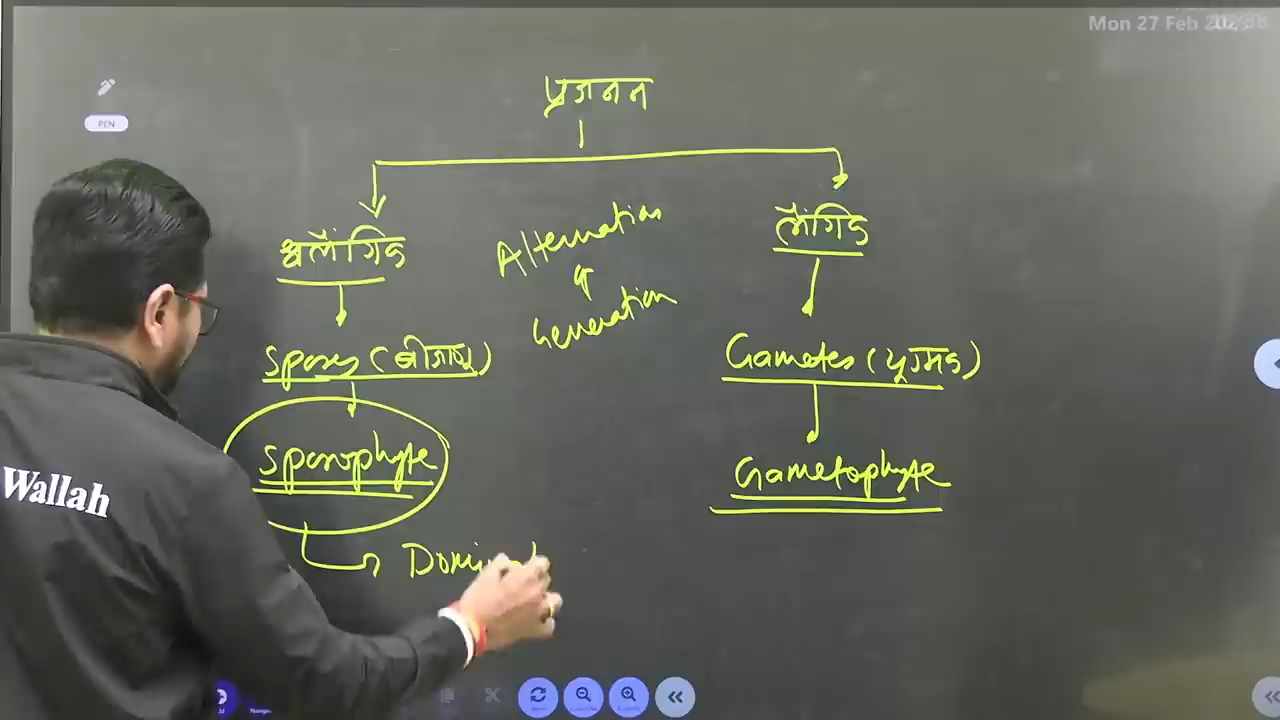 Mon 27 Feb
PEN
प्रजनन
अलैंगिक
लैंगिक
Alternation
of
Generation
Spores (बीजाणु)
Gametes (युग्मक)
Sporophyte
Gametophyte
Wallah